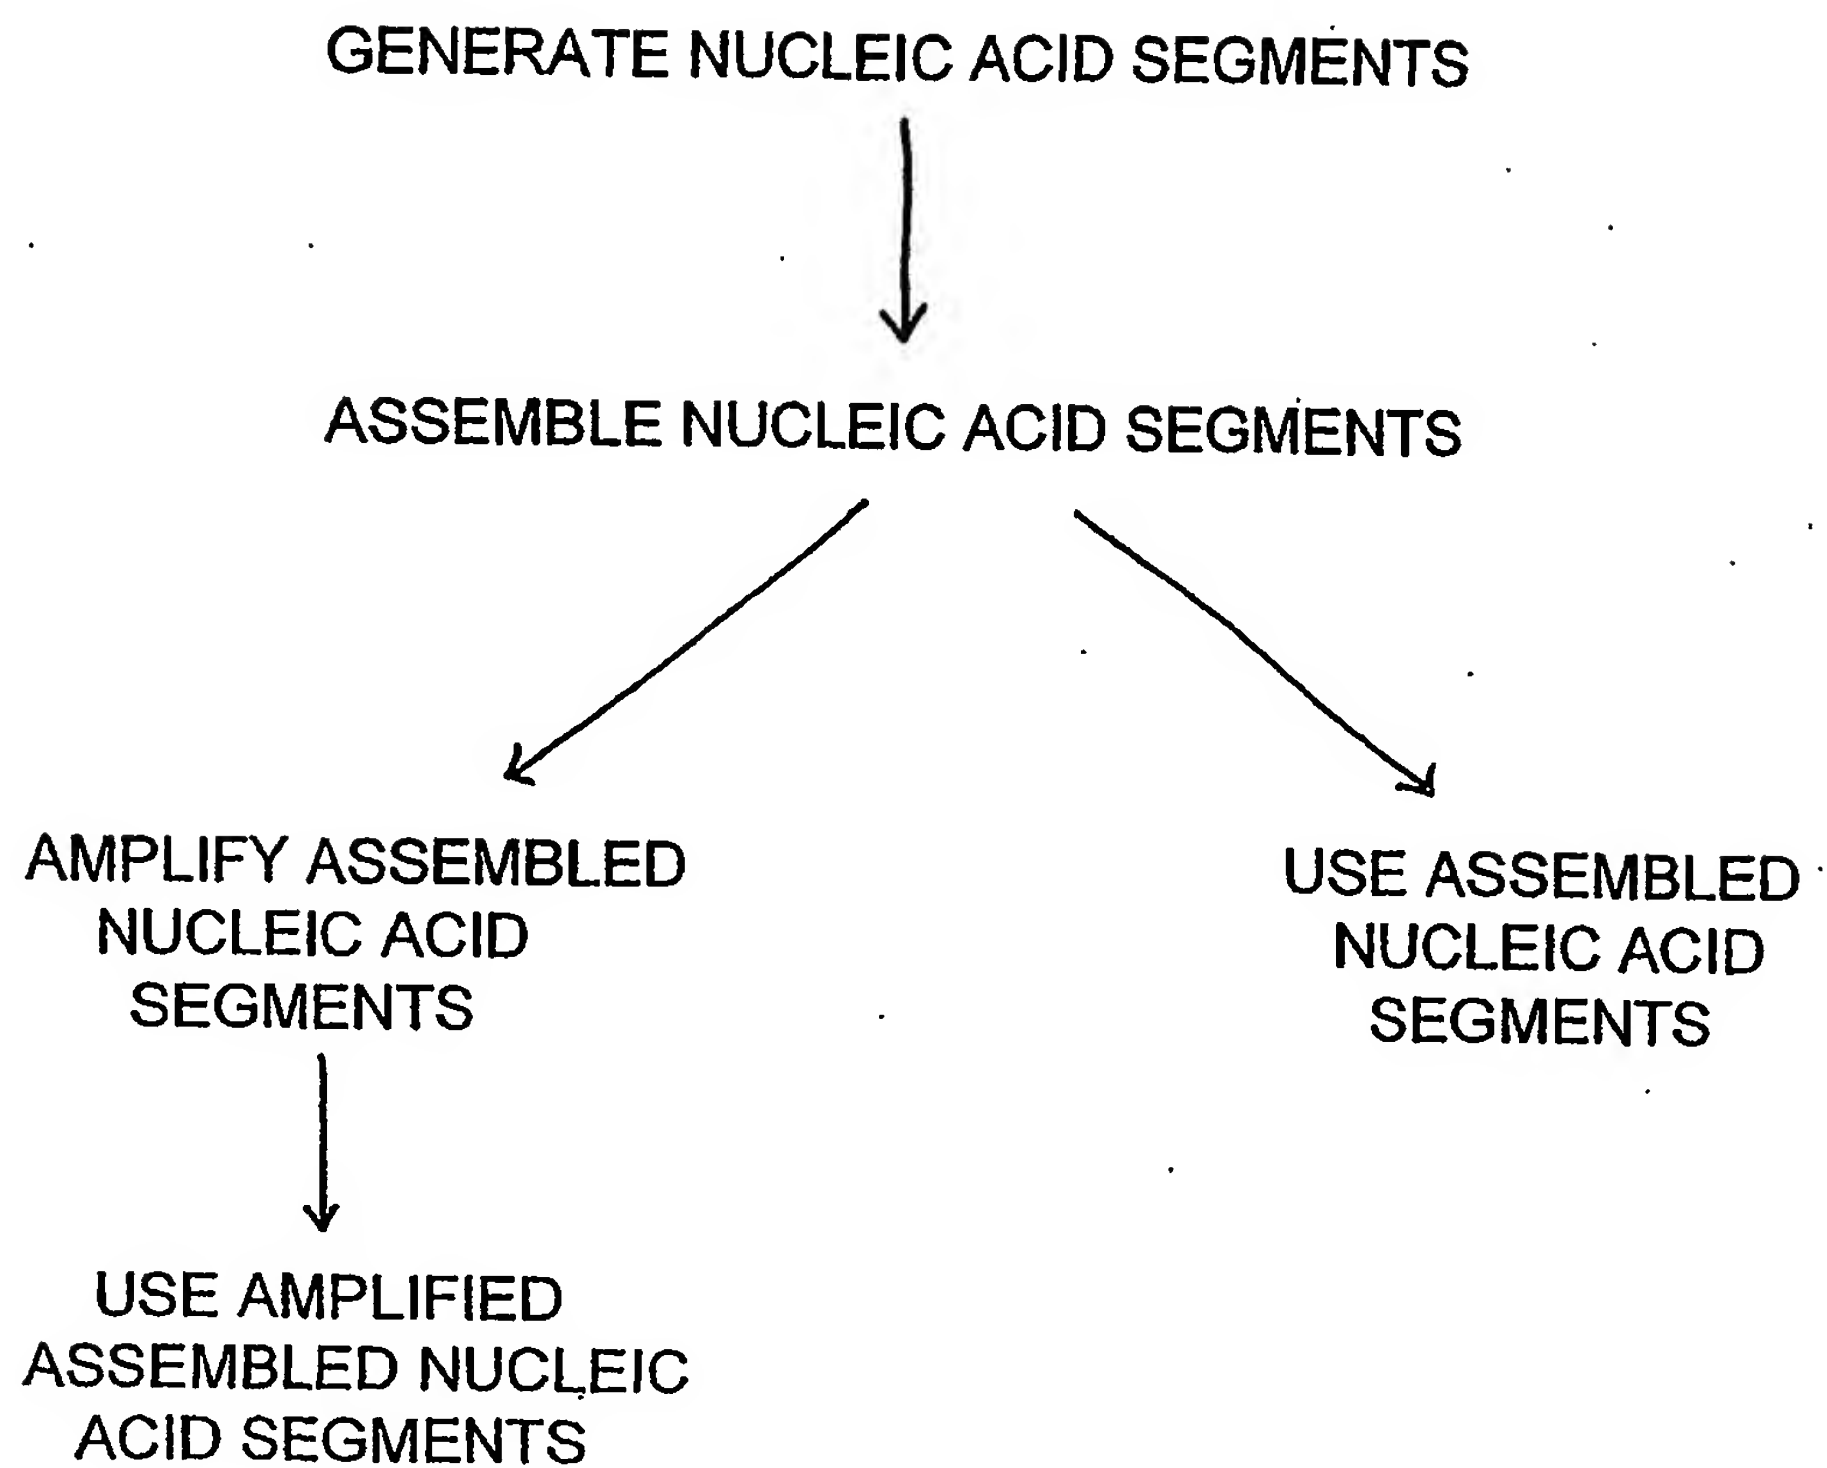 GENERATE NUCLEIC ACID SEGMENTS
ASSEMBLE NUCLEIC ACID SEGMENTS
AMPLIFY ASSEMBLED
NUCLEIC ACID
SEGMENTS
USE ASSEMBLED
NUCLEIC ACID
SEGMENTS
USE AMPLIFIED
ASSEMBLED NUCLEIC
ACID SEGMENTS